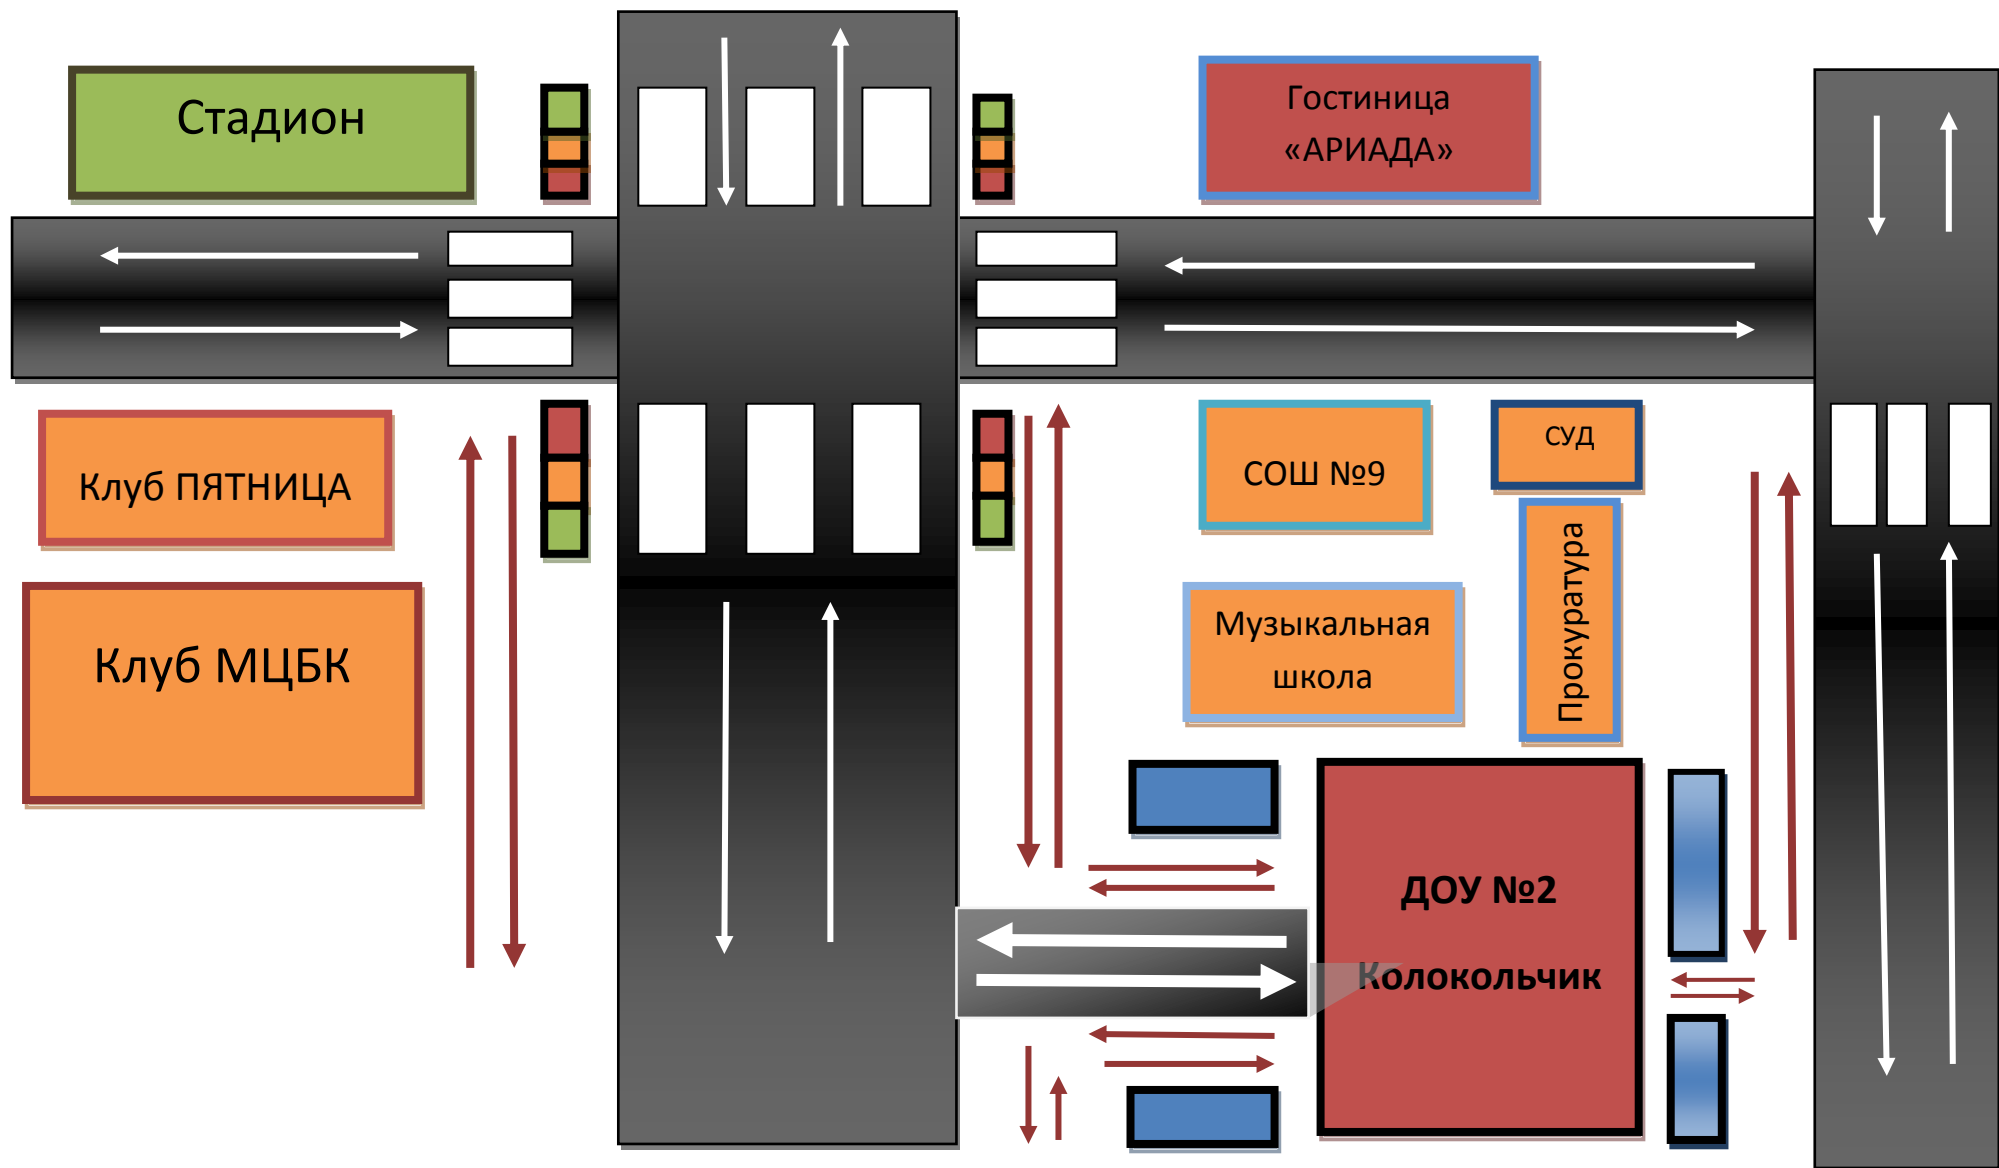 Стадион
Гостиница
«АРИАДА»
Клуб ПЯТНИЦА
СОШ №9
СУД
Прокуратура
Клуб МЦБК
Музыкальная
школа
ДОУ №2
Колокольчик